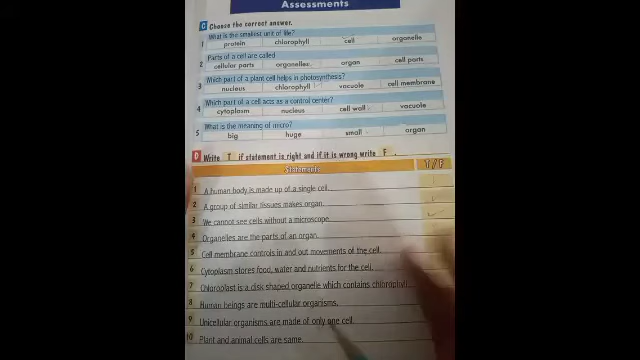 Assessments
C Choose the correct answer.
What is the smallest unit of life?
1 protein chlorophyll cell organelle
Parts of a cell are called
2 cellular parts organelles organ cell parts
Which part of a plant cell helps in photosynthesis?
3 nucleus chlorophyll vacuole cell membrane
Which part of a cell acts as a control center?
4 cytoplasm nucleus cell wall vacuole
What is the meaning of micro?
5 big huge small organ
D Write T if statement is right and if it is wrong write F.
Statements T/F
1 A human body is made up of a single cell.
2 A group of similar tissues makes organ.
3 We cannot see cells without a microscope.
4 Organelles are the parts of an organ.
5 Cell membrane controls in and out movements of the cell.
6 Cytoplasm stores food, water and nutrients for the cell.
7 Chloroplast is a disk shaped organelle which contains chlorophyll.
8 Human beings are multi-cellular organisms.
9 Unicellular organisms are made of only one cell.
10 Plant and animal cells are same.